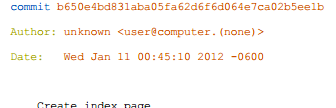 commit b650e4bd831aba05fa62d6f6d064e7ca02b5ee1b
Author: unknown <user@computer.(none)>
Date: Wed Jan 11 00:45:10 2012 -0600
Create index page